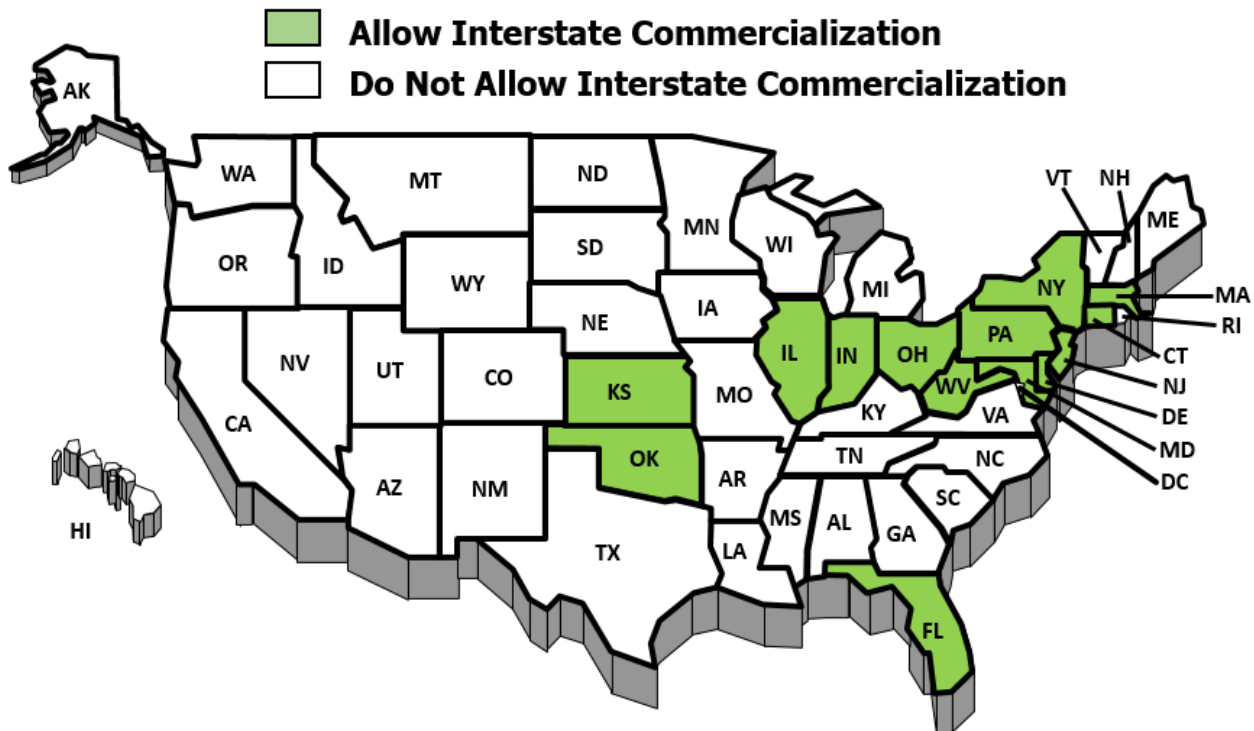 Allow Interstate Commercialization
Do Not Allow Interstate Commercialization
AK
WA
MT
ND
MN
VT
NH
ME
OR
ID
SD
WI
WY
MI
NY
MA
IA
NE
RI
PA
IL
IN
OH
CT
NV
UT
CO
KS
WV
NJ
MO
KY
VA
DE
CA
MD
TN
NC
OK
DC
AZ
NM
AR
SC
MS
AL
GA
HI
TX
LA
FL